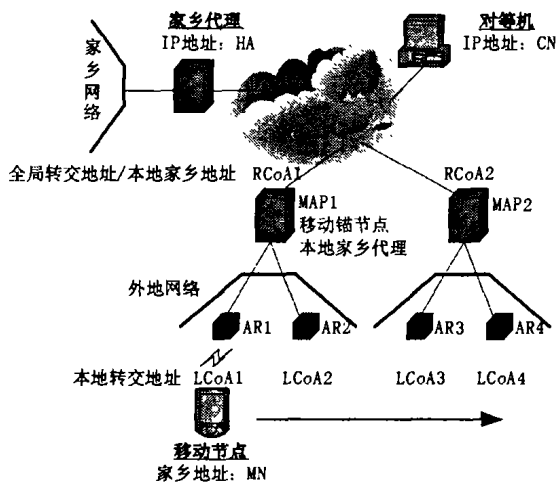 家乡代理
IP地址: HA
对等机
IP地址: CN
家乡网络
全局转交地址/本地家乡地址 RCoA1 RCoA2
MAP1
移动锚节点
本地家乡代理
MAP2
外地网络
AR1 AR2 AR3 AR4
本地转交地址 LCoA1 LCoA2 LCoA3 LCoA4
移动节点
家乡地址: MN